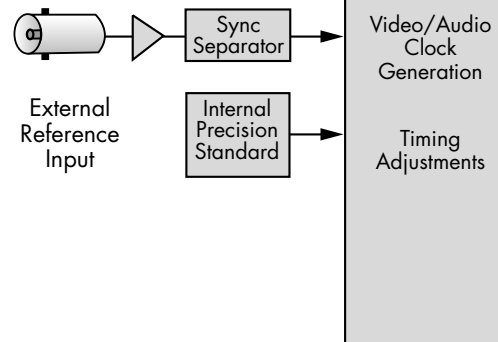 Sync
Separator
Video/Audio
Clock
Generation
External
Reference
Input
Internal
Precision
Standard
Timing
Adjustments